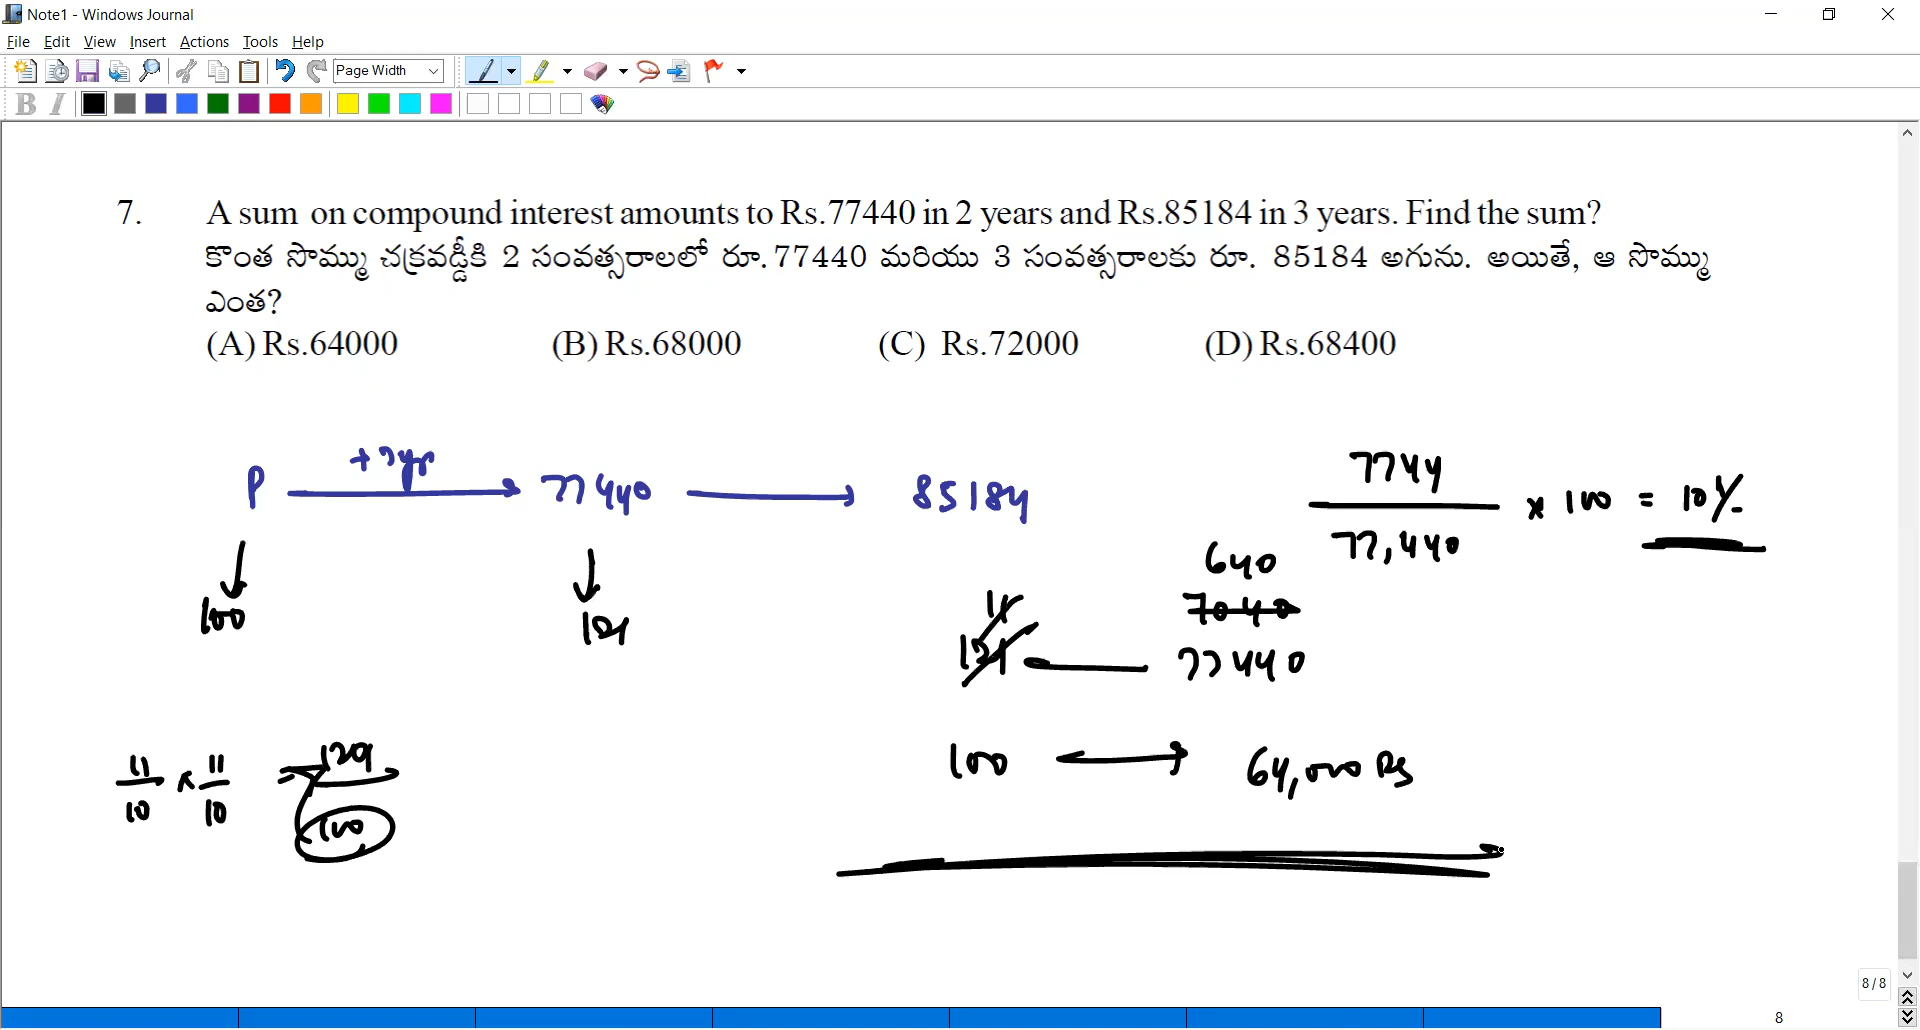 Note1 - Windows Journal
File Edit View Insert Actions Tools Help
Page Width
B I
7. A sum on compound interest amounts to Rs.77440 in 2 years and Rs.85184 in 3 years. Find the sum?
కొంత సొమ్ము చక్రవడ్డీకి 2 సంవత్సరాలలో రూ. 77440 మరియు 3 సంవత్సరాలకు రూ. 85184 అగును. అయితే, ఆ సొమ్ము
ఎంత?
(A) Rs.64000 (B) Rs.68000 (C) Rs.72000 (D) Rs.68400
P + 2yr 77440 85184
7744
77,440
x 100 = 10%
640
100 121
11 7040
121 77440
11/10 x 11/10 = 121/100
100 64,000 Rs
8 / 8
8